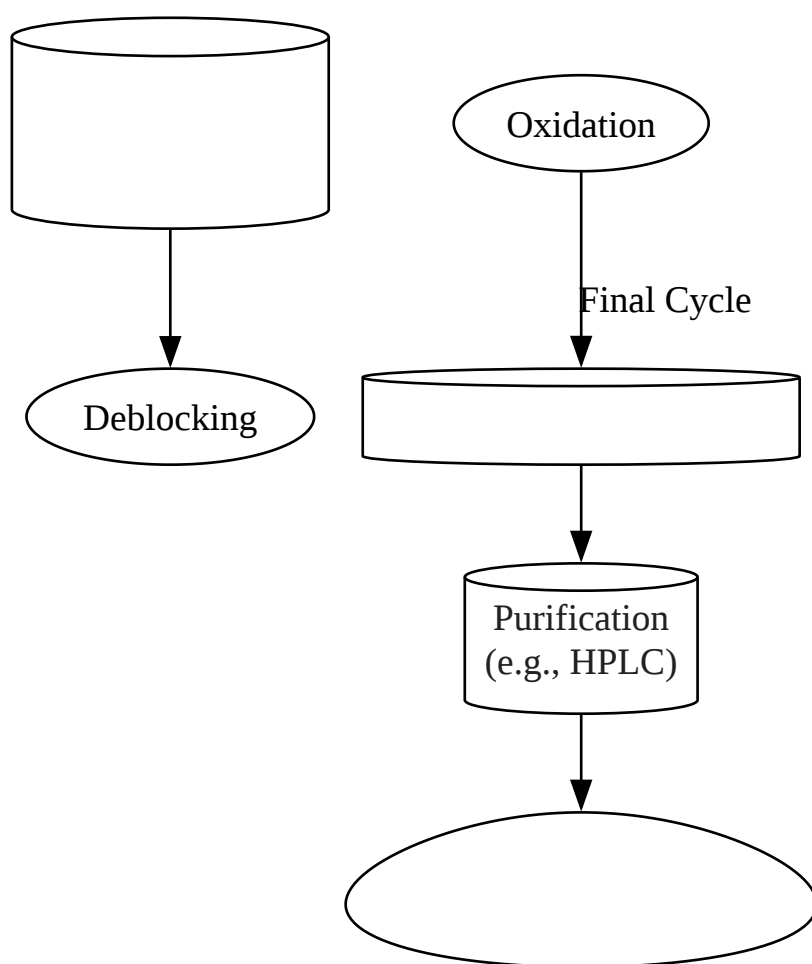 Oxidation
Final Cycle
Deblocking
Purification
(e.g., HPLC)